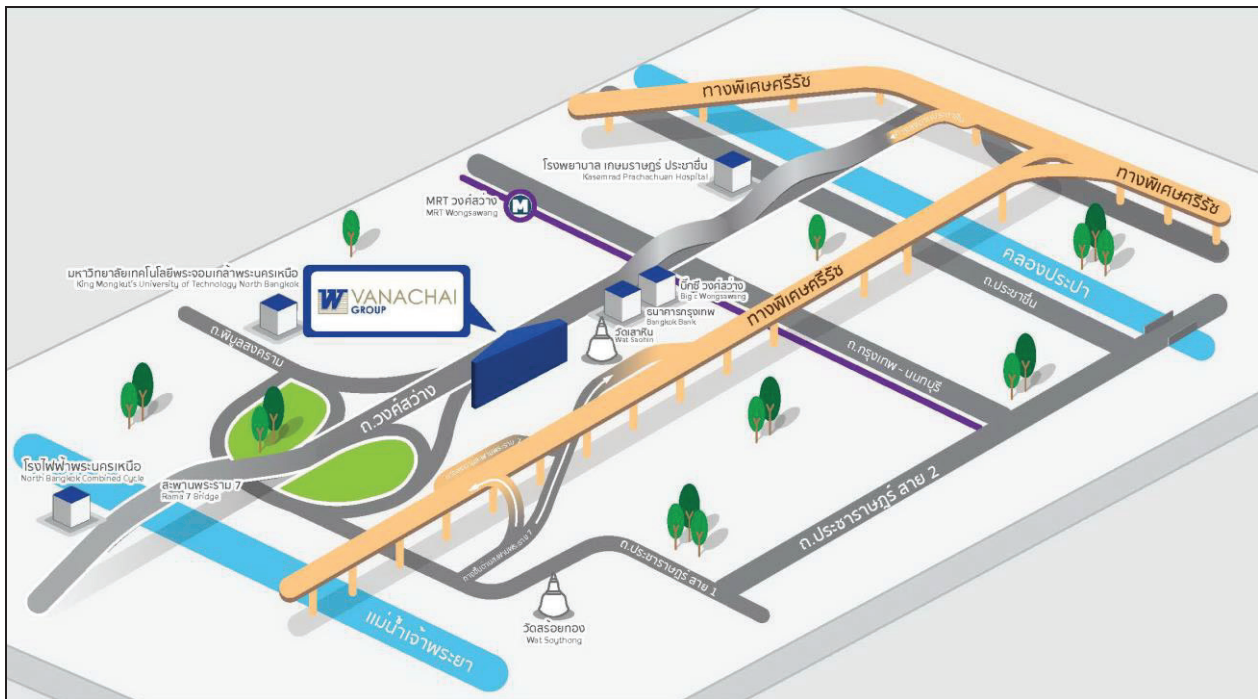 ทางพิเศษศรีรัช
ทางพิเศษศรีรัช
โรงพยาบาล เกษมราษฎร์ ประชาชื่น
Kasemrad Prachachuen Hospital
MRT วงศ์สว่าง
MRT Wongsawang
M
มหาวิทยาลัยเทคโนโลยีพระจอมเกล้าพระนครเหนือ
King Mongkut's University of Technology North Bangkok
W VANACHAI
GROUP
คลองประปา
ถ.ประชาชื่น
บิ๊กซี วงศ์สว่าง
Big c Wongsawang
ธนาคารกรุงเทพ
Bangkok Bank
วัดเสาหิน
Wat Saohin
ทางพิเศษศรีรัช
ถ.พิบูลสงคราม
ถ.กรุงเทพ - นนทบุรี
ถ.วงศ์สว่าง
โรงไฟฟ้าพระนครเหนือ
North Bangkok Combined Cycle
สะพานพระราม 7
Rama 7 Bridge
ถ.ประชาราษฎร์ สาย 2
ถ.ประชาราษฎร์ สาย 1
วัดสร้อยทอง
Wat Soythong
แม่น้ำเจ้าพระยา